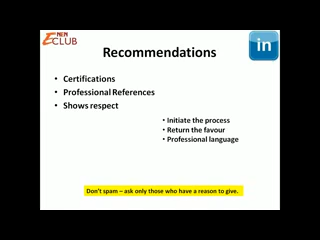 NEN
ECLUB
in
Recommendations
• Certifications
• Professional References
• Shows respect
• Initiate the process
• Return the favour
• Professional language
Don't spam – ask only those who have a reason to give.